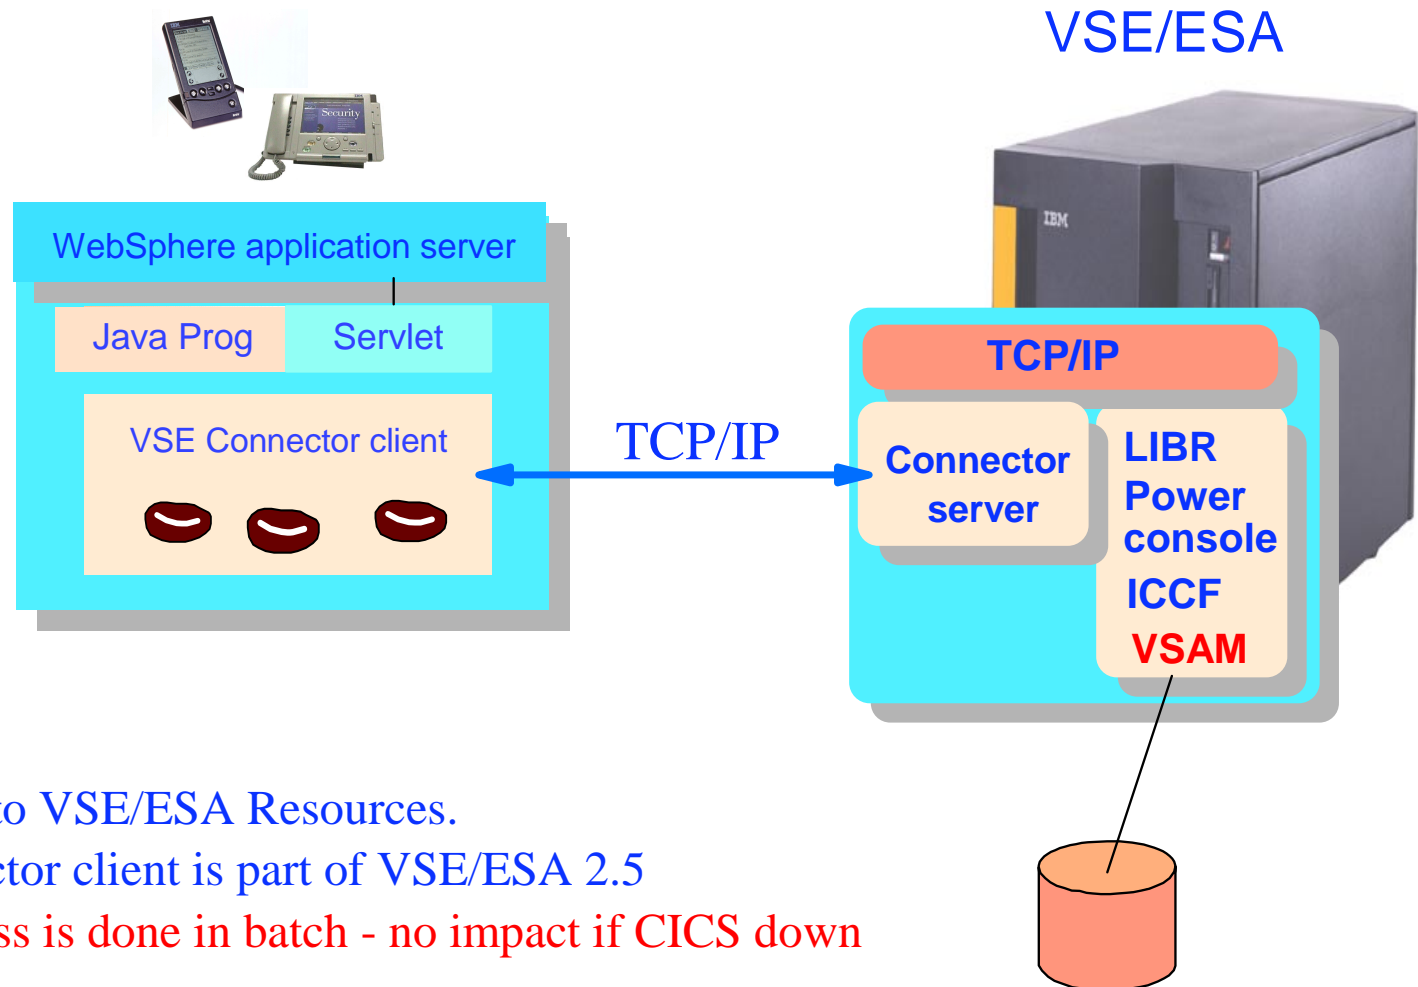 VSE/ESA
Security
IBM
WebSphere application server
Java Prog
Servlet
VSE Connector client
TCP/IP
TCP/IP
Connector
server
LIBR
Power
console
ICCF
VSAM
to VSE/ESA Resources.
ctor client is part of VSE/ESA 2.5
ss is done in batch - no impact if CICS down